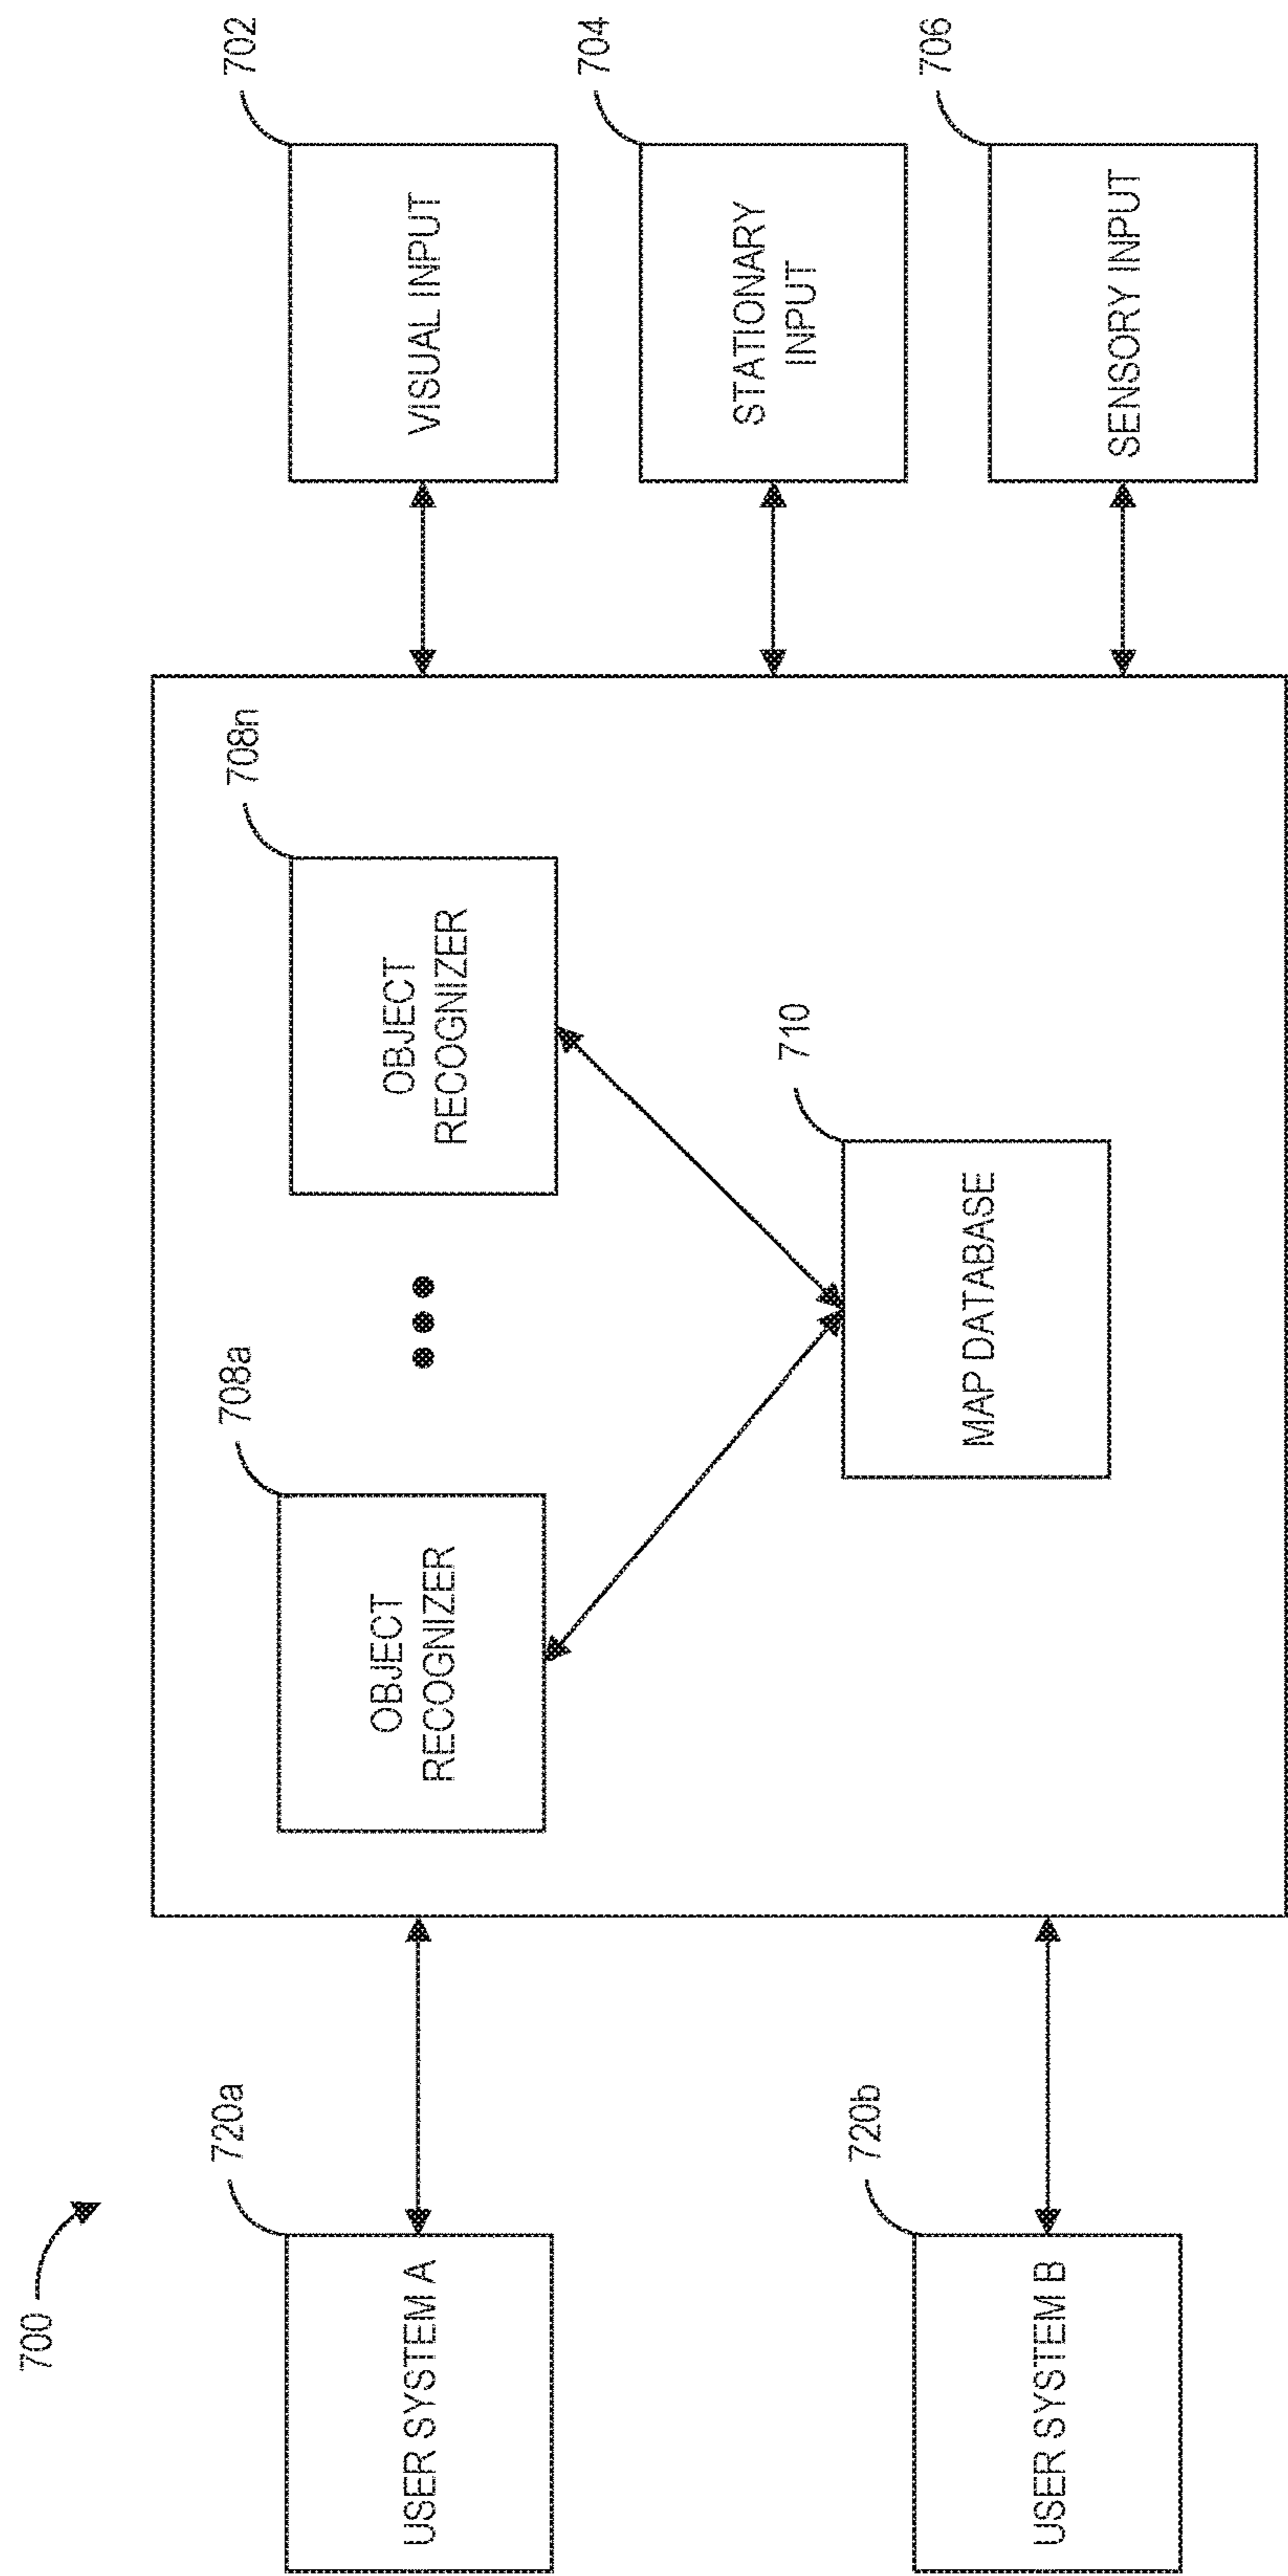 700
720a
USER SYSTEM A
720b
USER SYSTEM B
708a
OBJECT
RECOGNIZER
708n
OBJECT
RECOGNIZER
710
MAP DATABASE
702
VISUAL INPUT
704
STATIONARY
INPUT
706
SENSORY INPUT